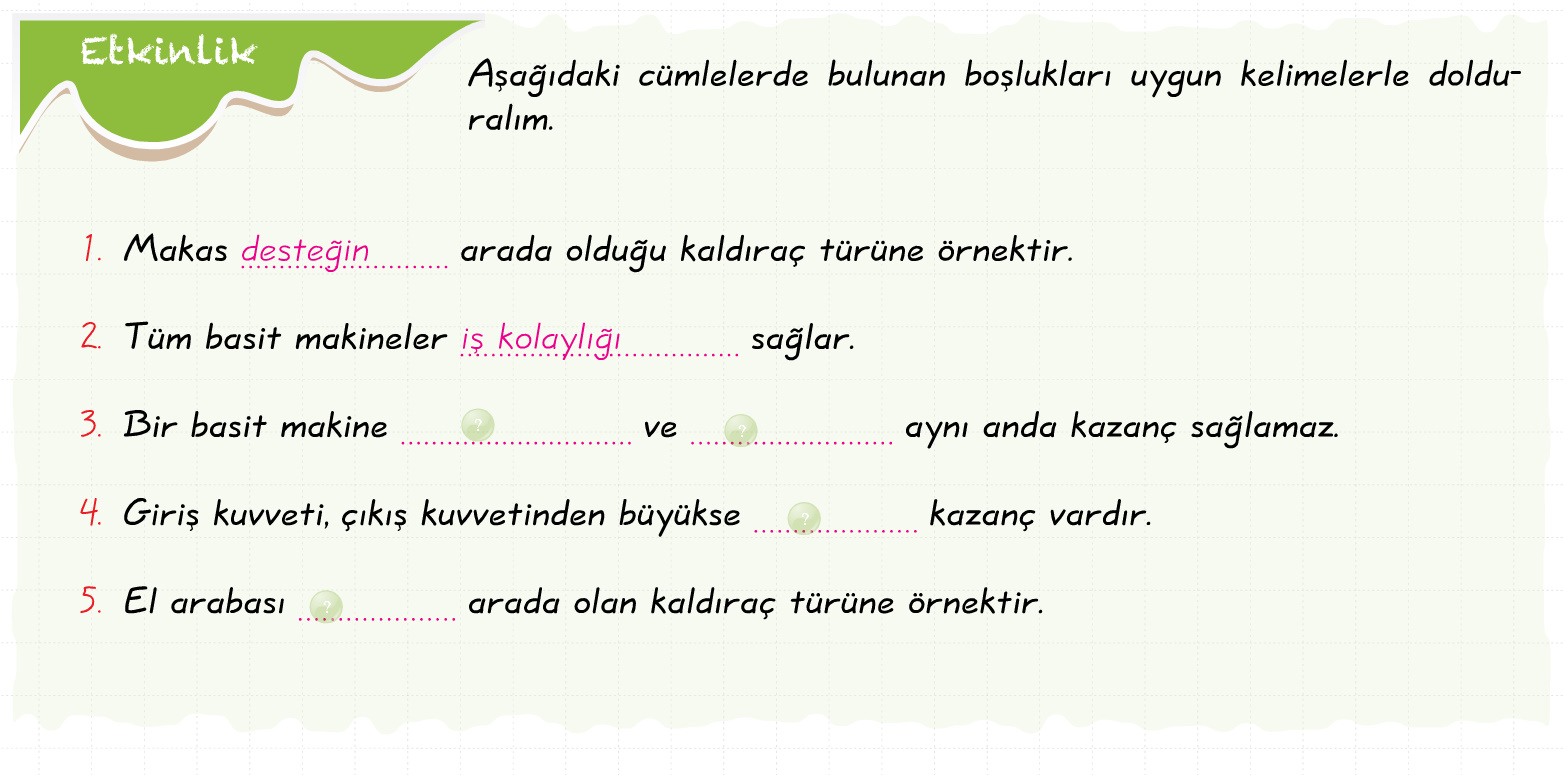 Etkinlik
Aşağıdaki cümlelerde bulunan boşlukları uygun kelimelerle doldu-
ralım.
1. Makas desteğin arada olduğu kaldıraç türüne örnektir.
2. Tüm basit makineler iş kolaylığı sağlar.
3. Bir basit makine ? ve ? aynı anda kazanç sağlamaz.
4. Giriş kuvveti, çıkış kuvvetinden büyükse ? kazanç vardır.
5. El arabası ? arada olan kaldıraç türüne örnektir.